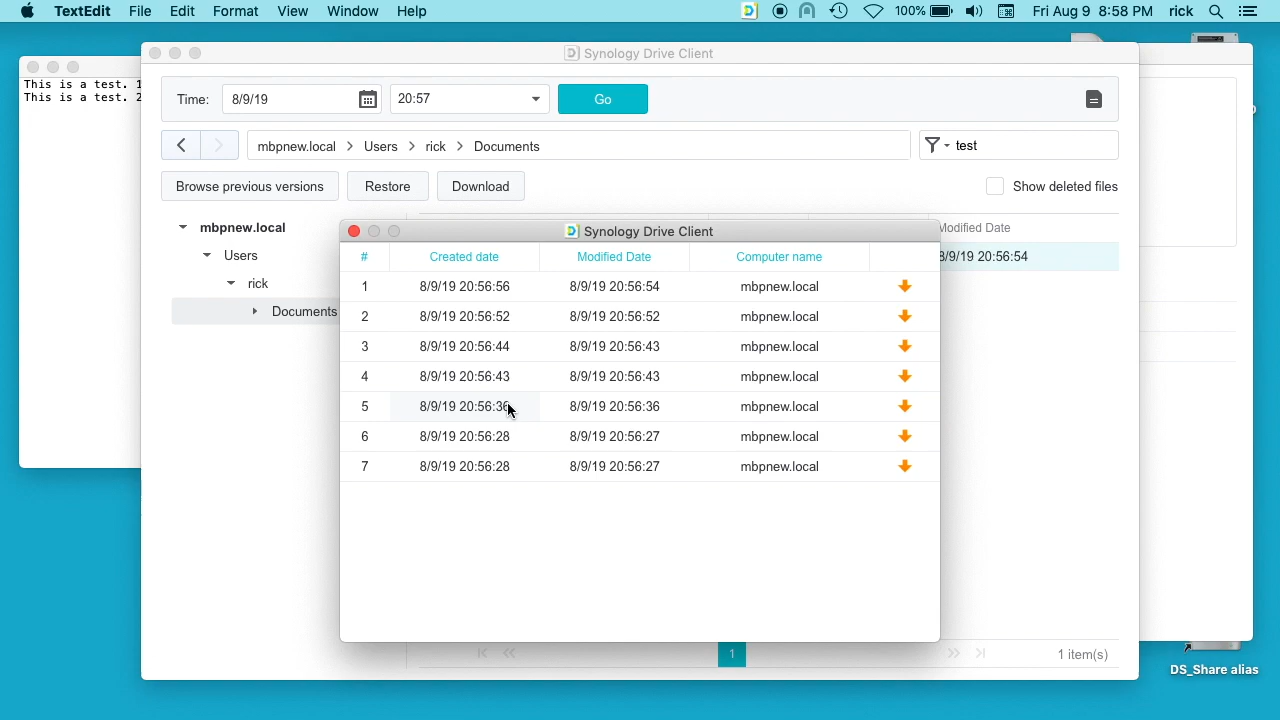 TextEdit File Edit Format View Window Help 100% Fri Aug 9 8:58 PM rick
Synology Drive Client
This is a test. 1
This is a test. 2
Time: 8/9/19 20:57 Go
mbpnew.local > Users > rick > Documents test
Browse previous versions Restore Download Show deleted files
mbpnew.local
Users
rick
Documents
Modified Date
8/9/19 20:56:54
Synology Drive Client
# Created date Modified Date Computer name
1 8/9/19 20:56:56 8/9/19 20:56:54 mbpnew.local
2 8/9/19 20:56:52 8/9/19 20:56:52 mbpnew.local
3 8/9/19 20:56:44 8/9/19 20:56:43 mbpnew.local
4 8/9/19 20:56:43 8/9/19 20:56:43 mbpnew.local
5 8/9/19 20:56:36 8/9/19 20:56:36 mbpnew.local
6 8/9/19 20:56:28 8/9/19 20:56:27 mbpnew.local
7 8/9/19 20:56:28 8/9/19 20:56:27 mbpnew.local
1 1 item(s)
DS_Share alias